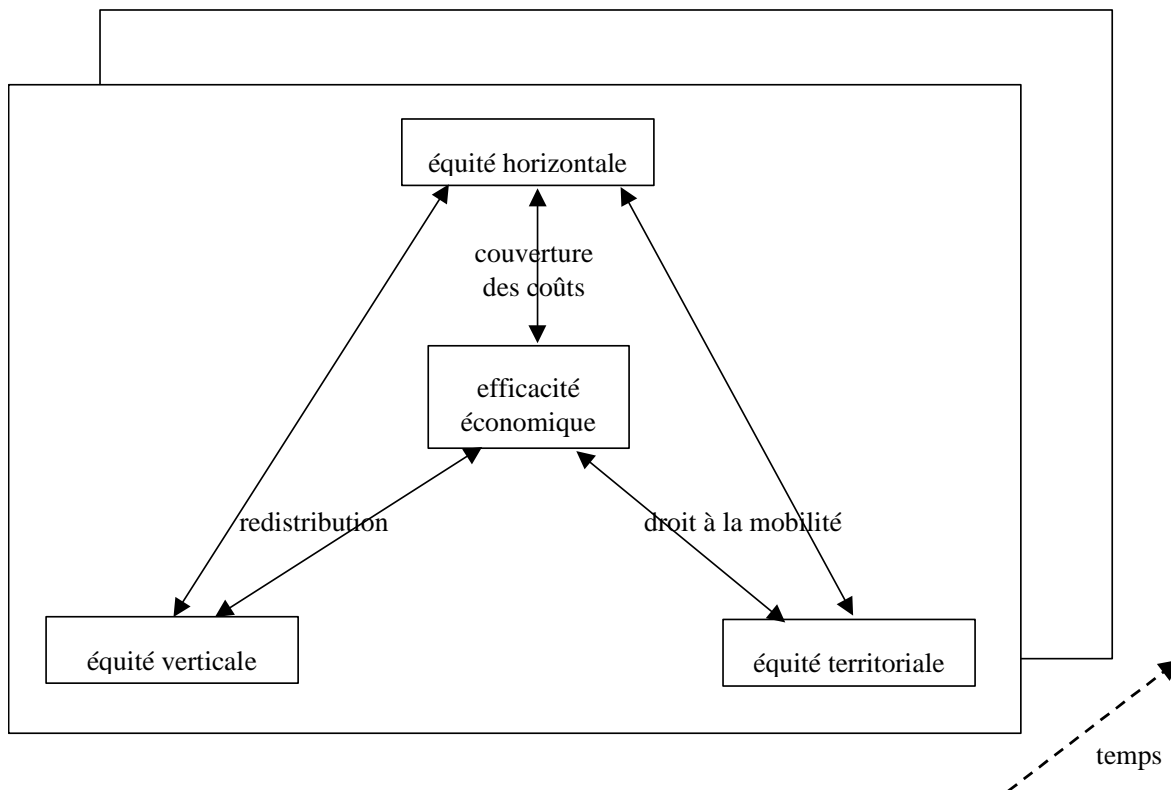 équité horizontale
couverture
des coûts
efficacité
économique
redistribution
droit à la mobilité
équité verticale
équité territoriale
temps